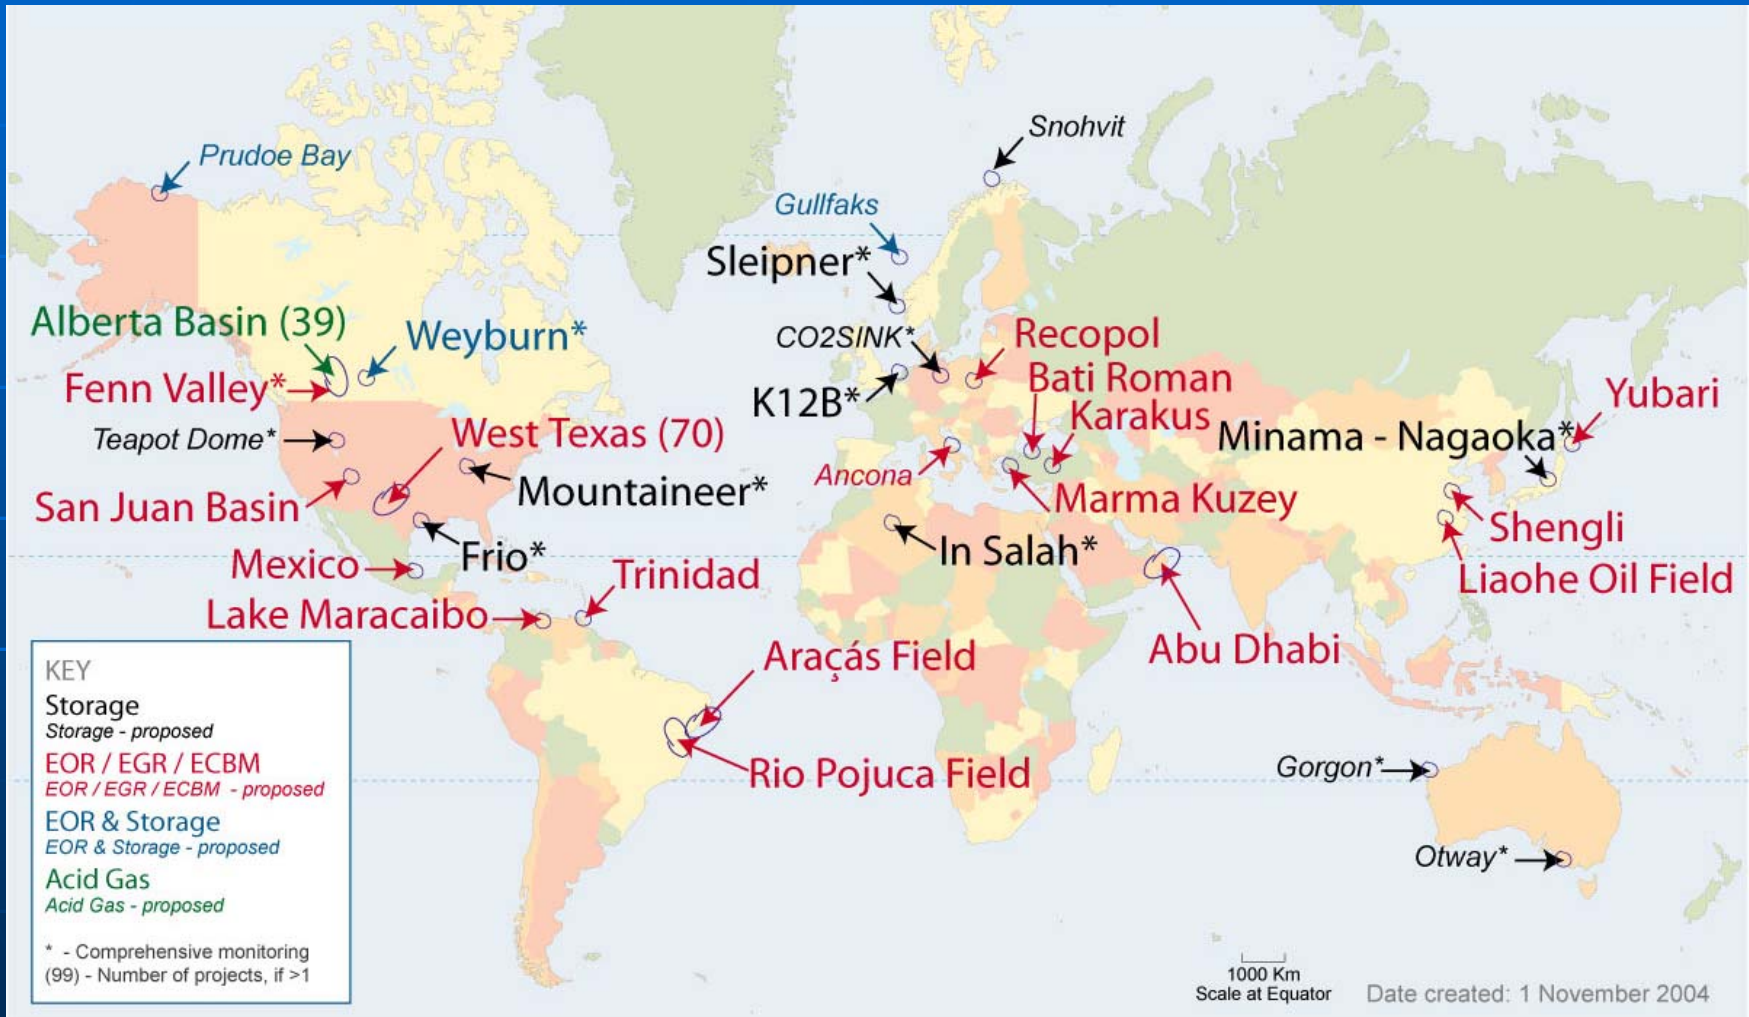 Snohvit
Prudoe Bay
Gullfaks
Sleipner*
Alberta Basin (39)
Weyburn*
CO2SINK*
Recopol
Fenn Valley*
K12B*
Bati Roman
Yubari
Karakus
Teapot Dome*
West Texas (70)
Minama - Nagaoka*
Ancona
Mountaineer*
Marma Kuzey
San Juan Basin
Shengli
Frio*
In Salah*
Mexico
Trinidad
Liaohe Oil Field
Lake Maracaibo
Araçás Field
Abu Dhabi
Rio Pojuca Field
Gorgon*
Otway*
KEY
Storage
Storage - proposed
EOR / EGR / ECBM
EOR / EGR / ECBM - proposed
EOR & Storage
EOR & Storage - proposed
Acid Gas
Acid Gas - proposed
* - Comprehensive monitoring
(99) - Number of projects, if >1
1000 Km
Scale at Equator
Date created: 1 November 2004